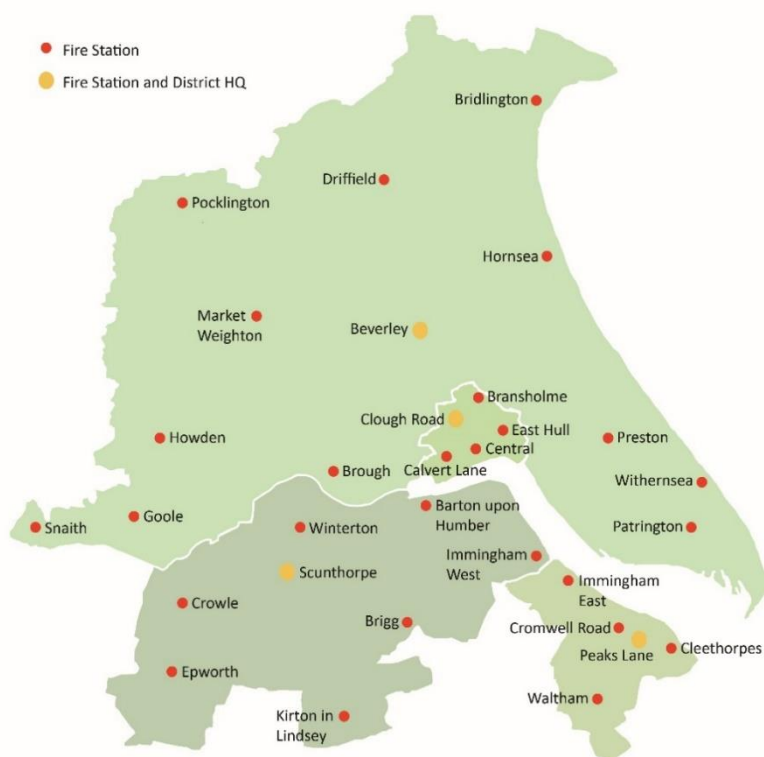 Fire Station
Fire Station and District HQ
Bridlington
Driffield
Pocklington
Hornsea
Market
Weighton
Beverley
Bransholme
Clough Road
East Hull
Howden
Central
Preston
Calvert Lane
Brough
Withernsea
Barton upon
Humber
Goole
Snaith
Winterton
Patrington
Immingham
West
Scunthorpe
Immingham
East
Crowle
Brigg
Cromwell Road
Cleethorpes
Peaks Lane
Epworth
Waltham
Kirton in
Lindsey